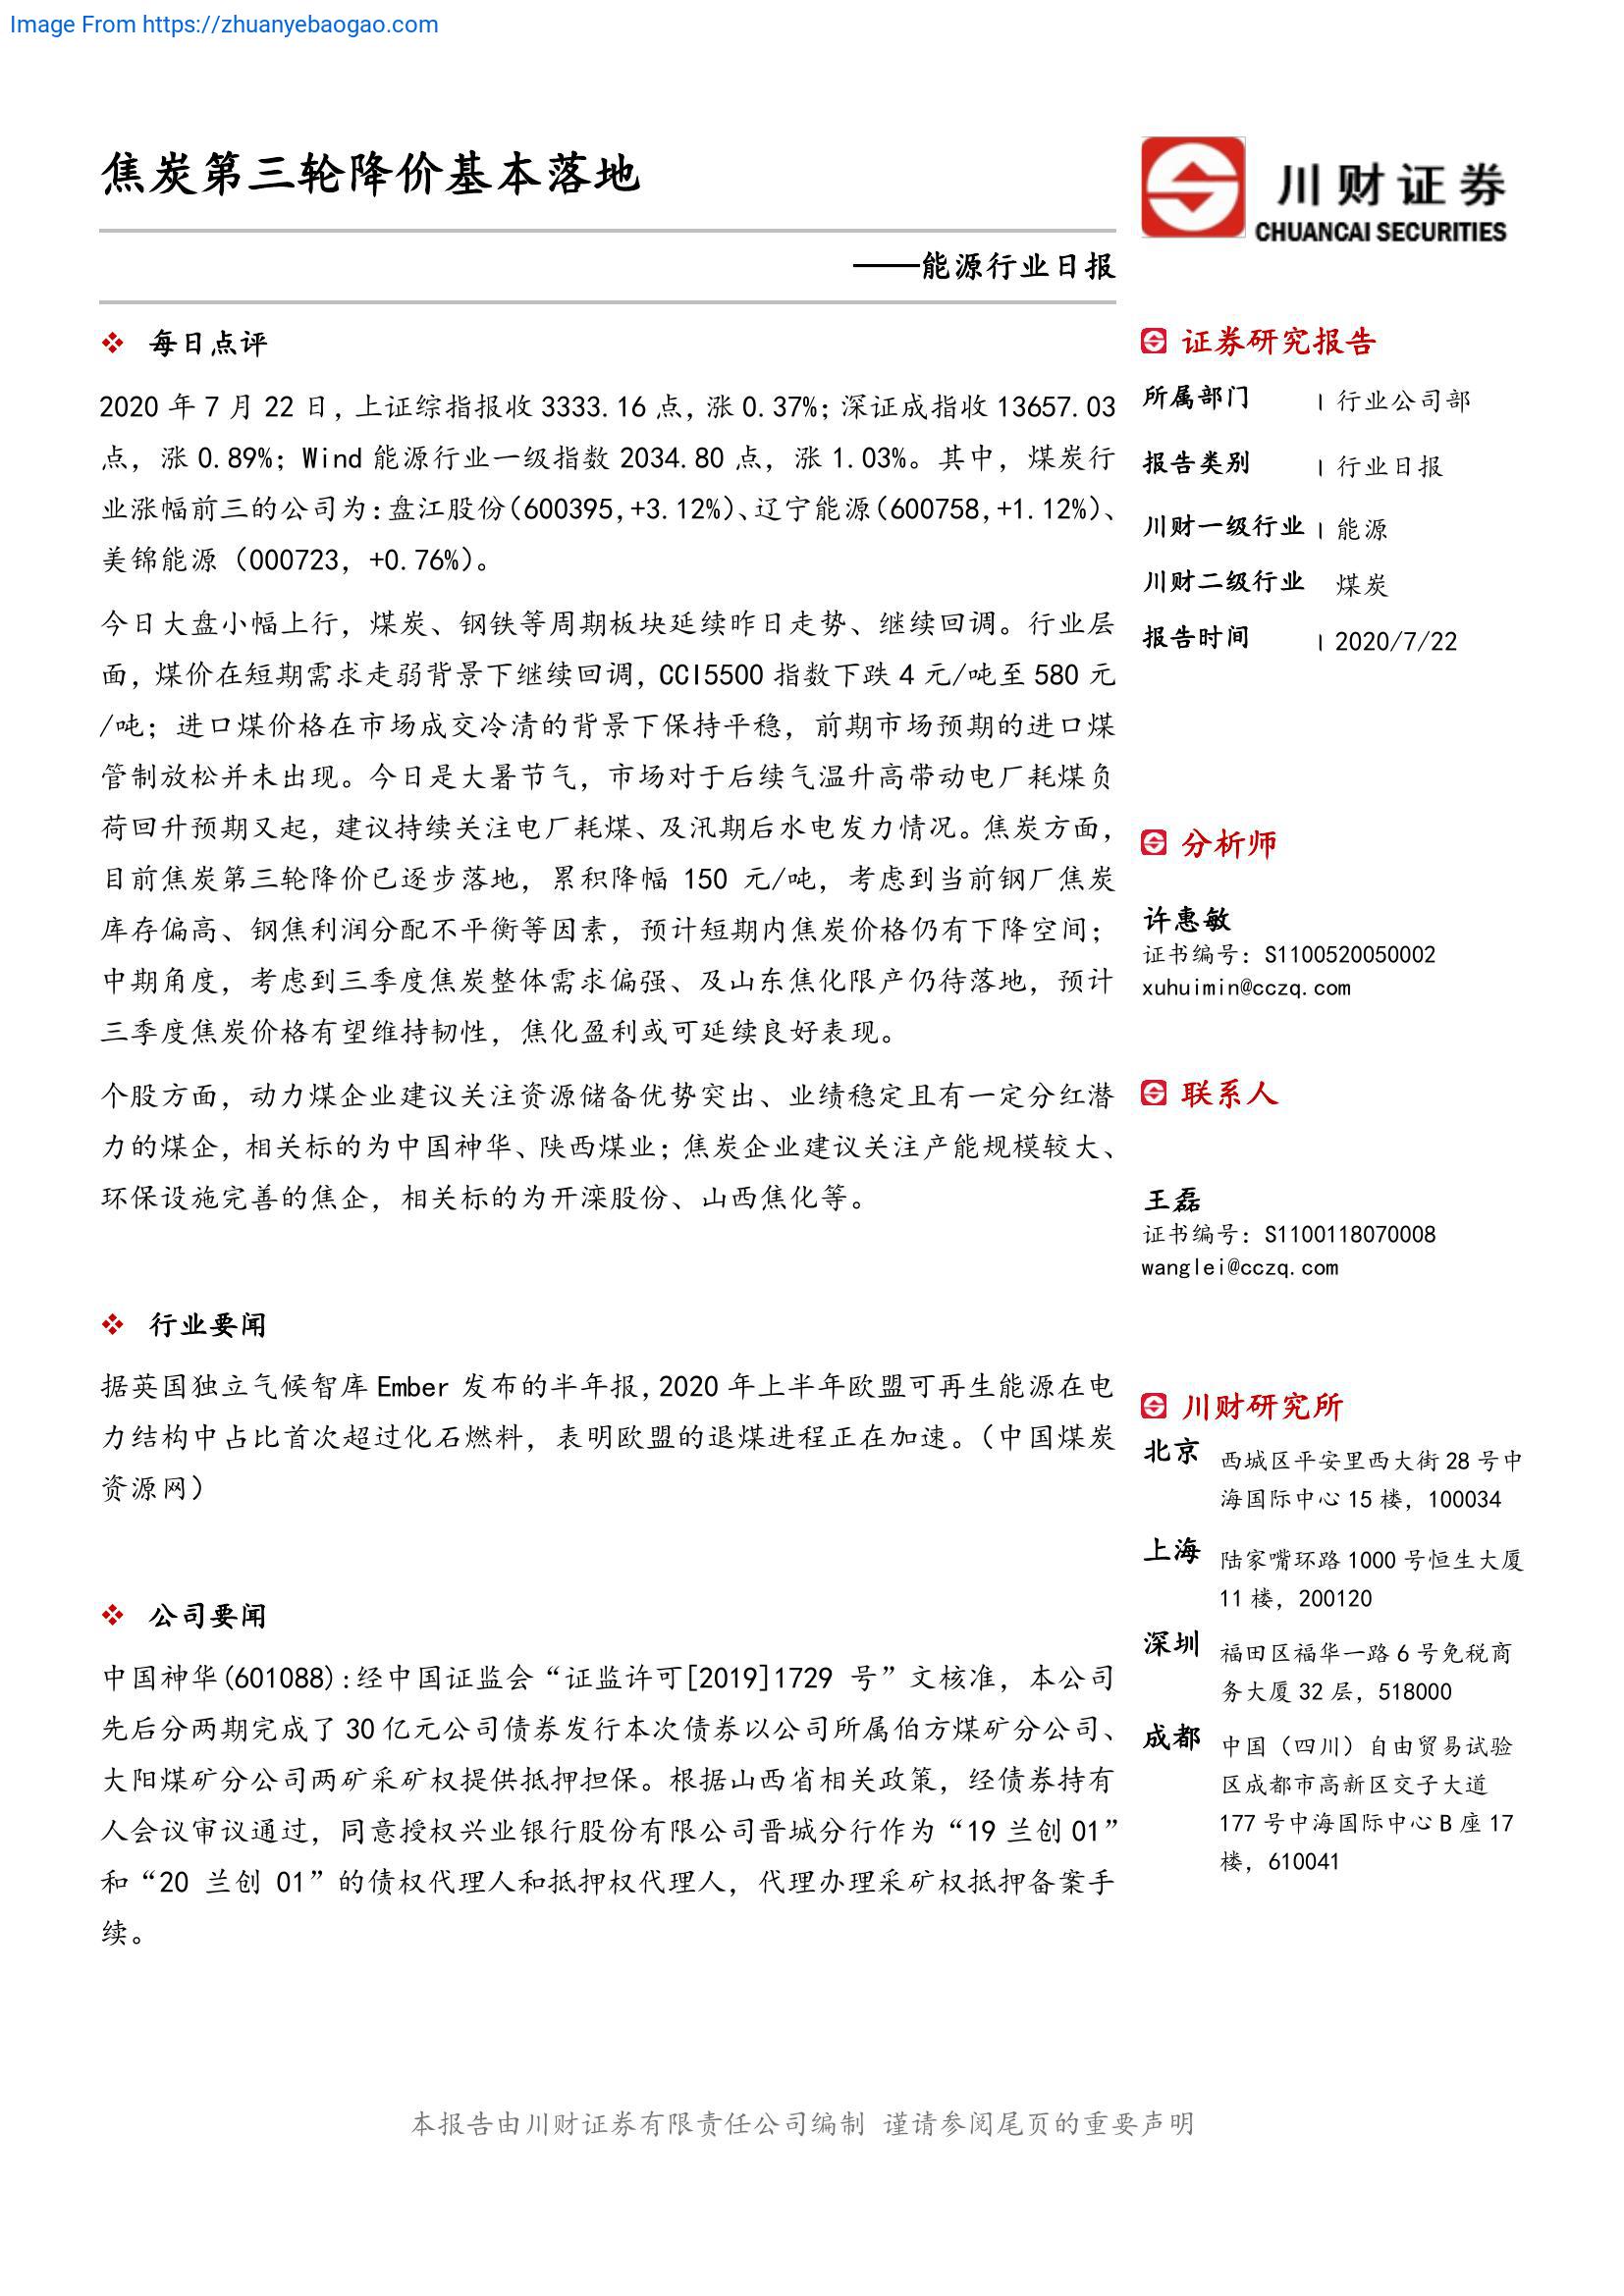 Image From https://zhuanyebaogao.com
焦炭第三轮降价基本落地
川财证券
CHUANCAI SECURITIES
——能源行业日报
每日点评
2020 年 7 月 22 日，上证综指报收 3333.16 点，涨 0.37%；深证成指收 13657.03
点，涨 0.89%；Wind 能源行业一级指数 2034.80 点，涨 1.03%。其中，煤炭行
业涨幅前三的公司为：盘江股份（600395,+3.12%）、辽宁能源（600758,+1.12%）、
美锦能源（000723，+0.76%）。
今日大盘小幅上行，煤炭、钢铁等周期板块延续昨日走势、继续回调。行业层
面，煤价在短期需求走弱背景下继续回调，CCI5500 指数下跌 4 元/吨至 580 元
/吨；进口煤价格在市场成交冷清的背景下保持平稳，前期市场预期的进口煤
管制放松并未出现。今日是大暑节气，市场对于后续气温升高带动电厂耗煤负
荷回升预期又起，建议持续关注电厂耗煤、及汛期后水电发力情况。焦炭方面，
目前焦炭第三轮降价已逐步落地，累积降幅 150 元/吨，考虑到当前钢厂焦炭
库存偏高、钢焦利润分配不平衡等因素，预计短期内焦炭价格仍有下降空间；
中期角度，考虑到三季度焦炭整体需求偏强、及山东焦化限产仍待落地，预计
三季度焦炭价格有望维持韧性，焦化盈利或可延续良好表现。
个股方面，动力煤企业建议关注资源储备优势突出、业绩稳定且有一定分红潜
力的煤企，相关标的为中国神华、陕西煤业；焦炭企业建议关注产能规模较大、
环保设施完善的焦企，相关标的为开滦股份、山西焦化等。
行业要闻
据英国独立气候智库 Ember 发布的半年报，2020 年上半年欧盟可再生能源在电
力结构中占比首次超过化石燃料，表明欧盟的退煤进程正在加速。（中国煤炭
资源网）
公司要闻
中国神华(601088):经中国证监会“证监许可[2019]1729 号”文核准，本公司
先后分两期完成了 30 亿元公司债券发行本次债券以公司所属伯方煤矿分公司、
大阳煤矿分公司两矿采矿权提供抵押担保。根据山西省相关政策，经债券持有
人会议审议通过，同意授权兴业银行股份有限公司晋城分行作为“19 兰创 01”
和“20 兰创 01”的债权代理人和抵押权代理人，代理办理采矿权抵押备案手
续。
证券研究报告
所属部门 | 行业公司部
报告类别 | 行业日报
川财一级行业 | 能源
川财二级行业 煤炭
报告时间 | 2020/7/22
分析师
许惠敏
证书编号：S1100520050002
xuhuimin@cczq.com
联系人
王磊
证书编号：S1100118070008
wanglei@cczq.com
川财研究所
北京 西城区平安里西大街 28 号中
海国际中心 15 楼，100034
上海 陆家嘴环路 1000 号恒生大厦
11 楼，200120
深圳 福田区福华一路 6 号免税商
务大厦 32 层，518000
成都 中国（四川）自由贸易试验
区成都市高新区交子大道
177 号中海国际中心 B 座 17
楼，610041
本报告由川财证券有限责任公司编制 谨请参阅尾页的重要声明